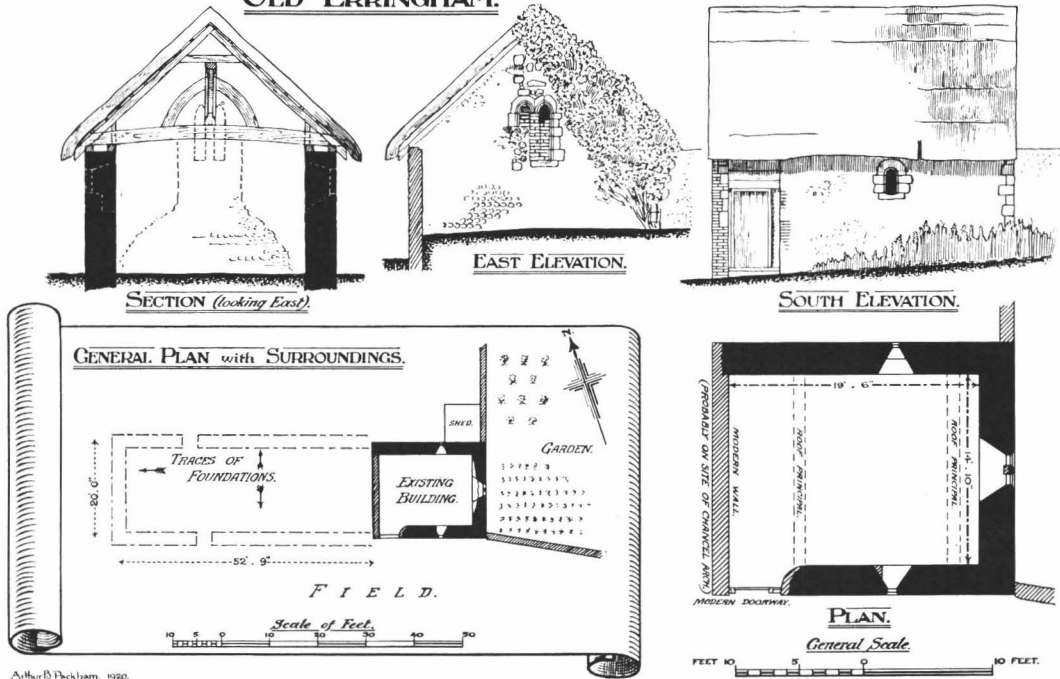 OLD ERRINGHAM.
SECTION (looking East).
EAST ELEVATION.
SOUTH ELEVATION.
GENERAL PLAN with SURROUNDINGS.
N
SHED.
GARDEN.
TRACES OF
FOUNDATIONS.
EXISTING
BUILDING.
20'. 0"
52'. 9"
FIELD.
Scale of Feet.
10 5 0 10 20 30 40 50
19'. 6"
14'. 10"
(PROBABLY ON SITE OF CHANCEL ARCH)
MODERN WALL.
ROOF PRINCIPAL
ROOF PRINCIPAL
MODERN DOORWAY.
PLAN.
General Scale.
FEET 10 5 0 10 FEET.
Arthur B. Packham. 1920.